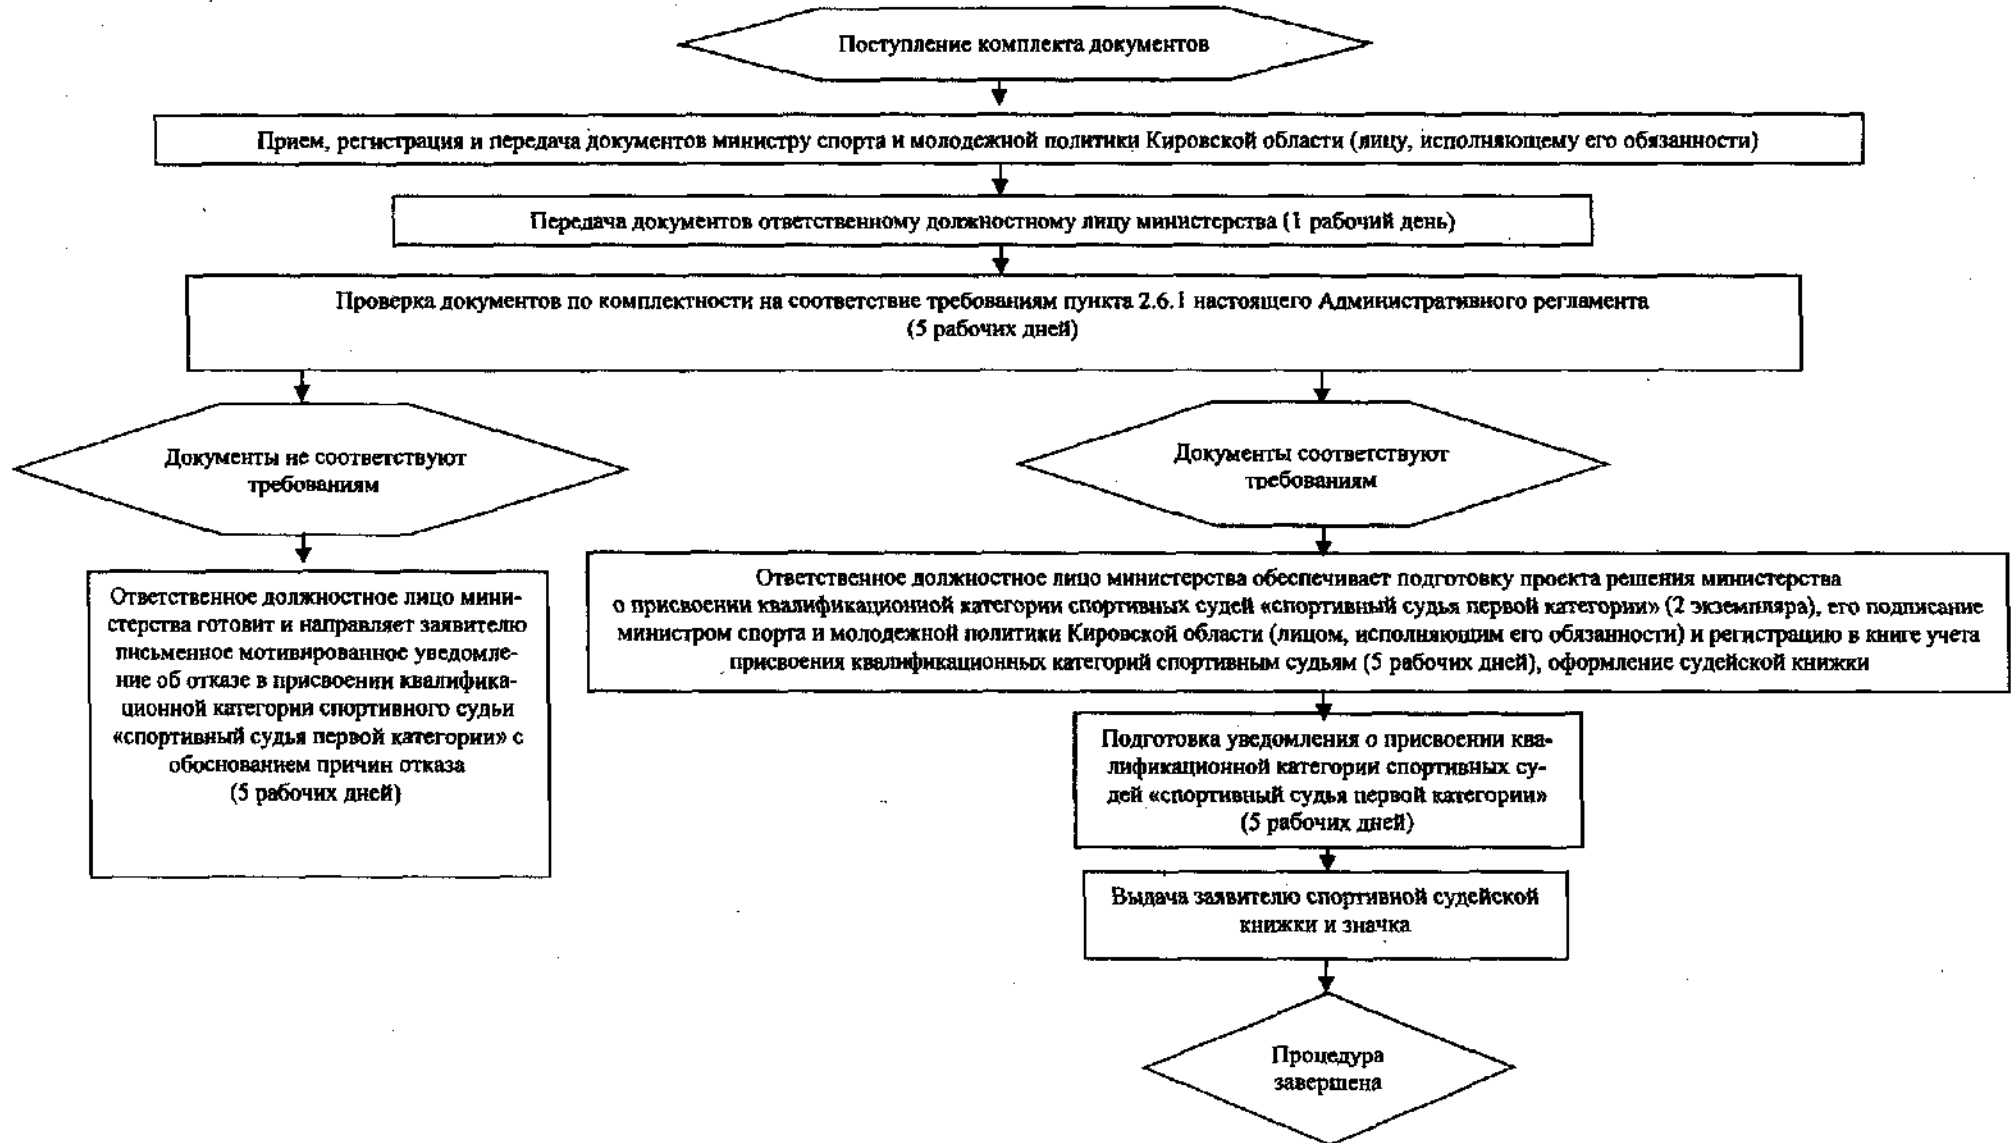 Поступление комплекта документов
Прием, регистрация и передача документов министру спорта и молодежной политики Кировской области (лицу, исполняющему его обязанности)
Передача документов ответственному должностному лицу министерства (1 рабочий день)
Проверка документов по комплектности на соответствие требованиям пункта 2.6.1 настоящего Административного регламента
(5 рабочих дней)
Документы не соответствуют
требованиям
Документы соответствуют
требованиям
Ответственное должностное лицо мини-
стерства готовит и направляет заявителю
письменное мотивированное уведомле-
ние об отказе в присвоении квалифика-
ционной категории спортивного судьи
«спортивный судья первой категории» с
обоснованием причин отказа
(5 рабочих дней)
Ответственное должностное лицо министерства обеспечивает подготовку проекта решения министерства
о присвоении квалификационной категории спортивных судей «спортивный судья первой категории» (2 экземпляра), его подписание
министром спорта и молодежной политики Кировской области (лицом, исполняющим его обязанности) и регистрацию в книге учета
присвоения квалификационных категорий спортивным судьям (5 рабочих дней), оформление судейской книжки
Подготовка уведомления о присвоении ква-
лификационной категории спортивных су-
дей «спортивный судья первой категории»
(5 рабочих дней)
Выдача заявителю спортивной судейской
книжки и значка
Процедура
завершена